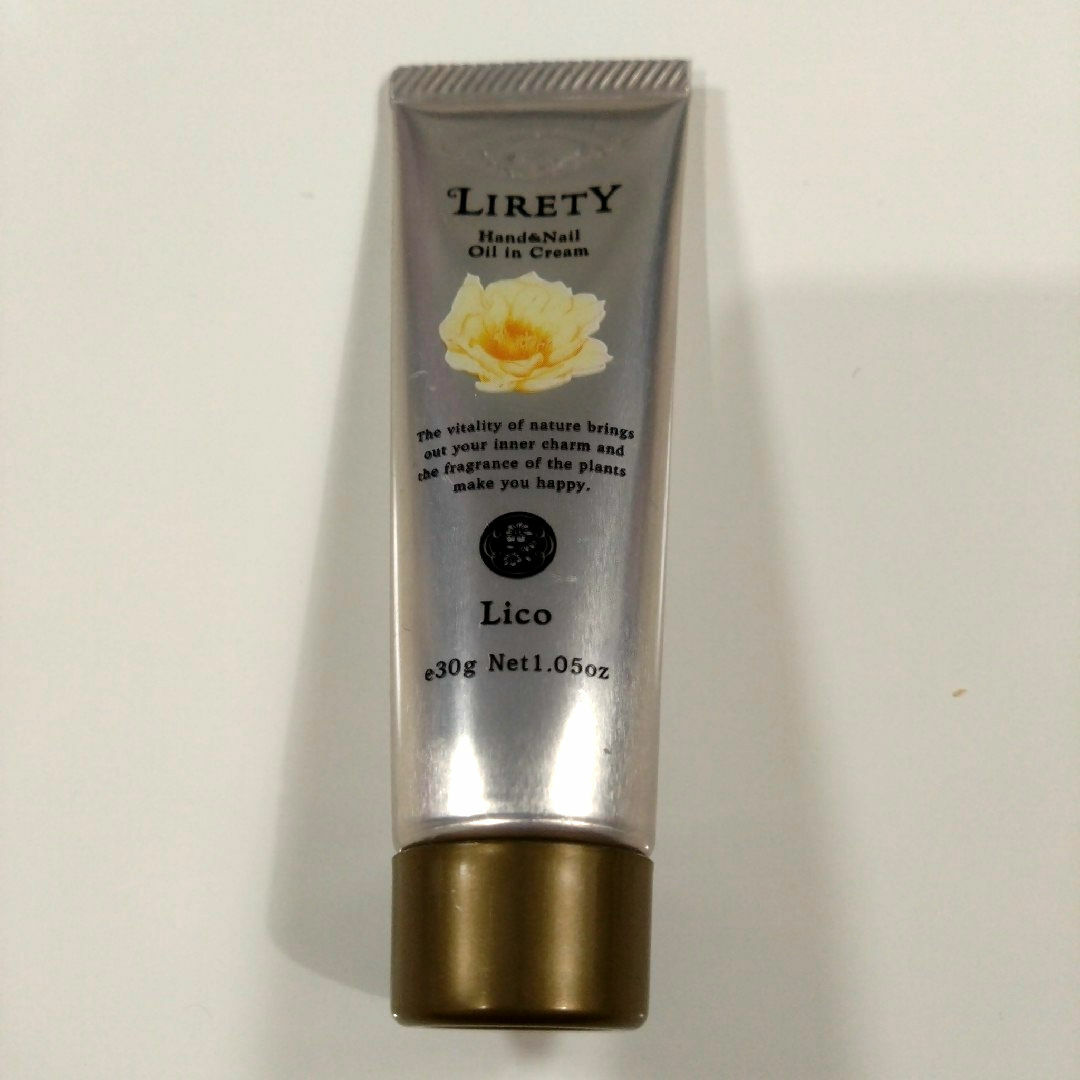 LIRETY
Hand&Nail
Oil in Cream
The vitality of nature brings
out your inner charm and
the fragrance of the plants
make you happy.
Lico
e30g Net1.05oz